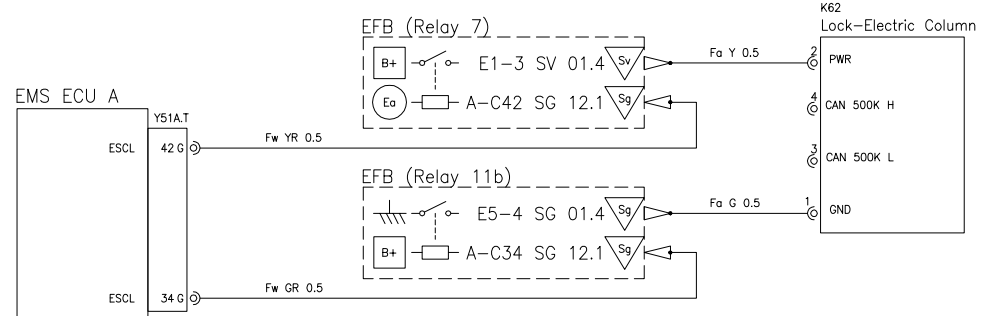 K62
Lock-Electric Column
EFB (Relay 7)
B+ E1-3 SV 01.4 Sv
Fa Y 0.5
2 PWR
Ea A-C42 SG 12.1 Sg
4 CAN 500K H
EMS ECU A
Y51A.T
ESCL 42 G
Fw YR 0.5
3 CAN 500K L
EFB (Relay 11b)
E5-4 SG 01.4 Sg
Fa G 0.5
1 GND
B+ A-C34 SG 12.1 Sg
ESCL 34 G
Fw GR 0.5